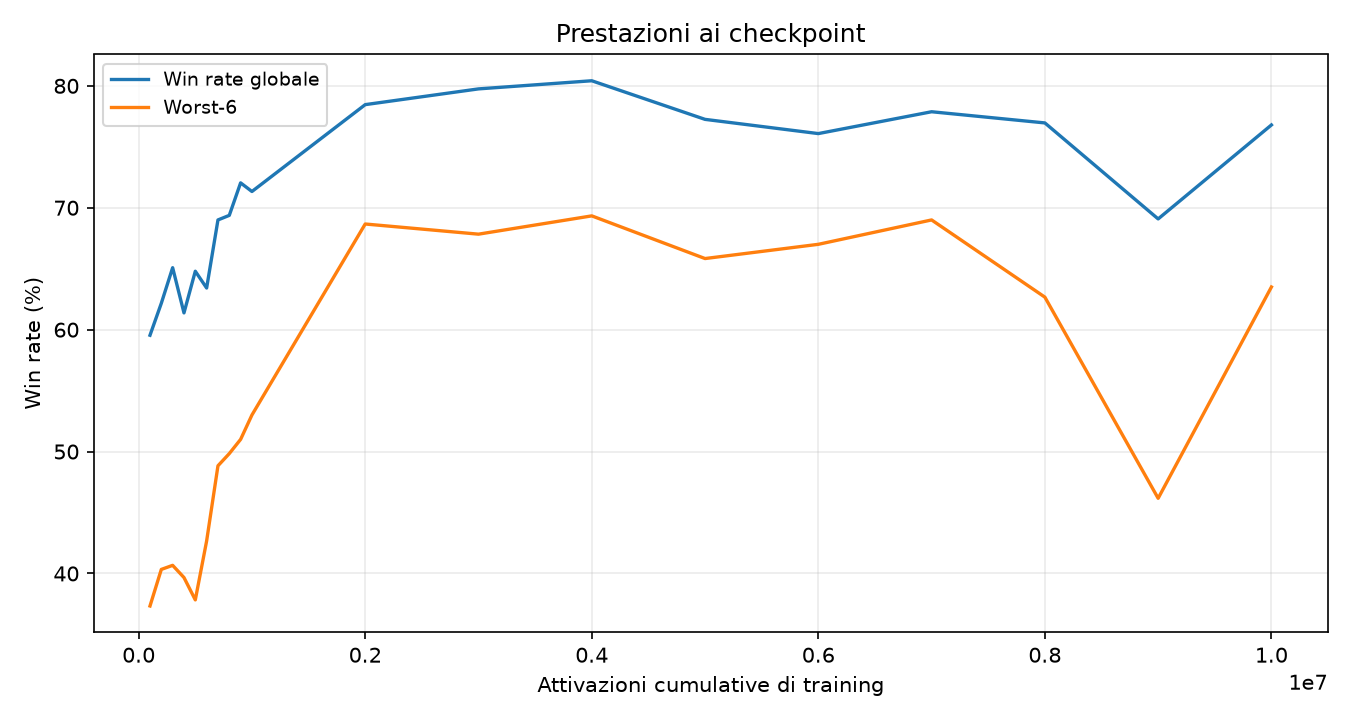 Prestazioni ai checkpoint
Win rate globale
Worst-6
Win rate (%)
80
70
60
50
40
0.0 0.2 0.4 0.6 0.8 1.0
1e7
Attivazioni cumulative di training